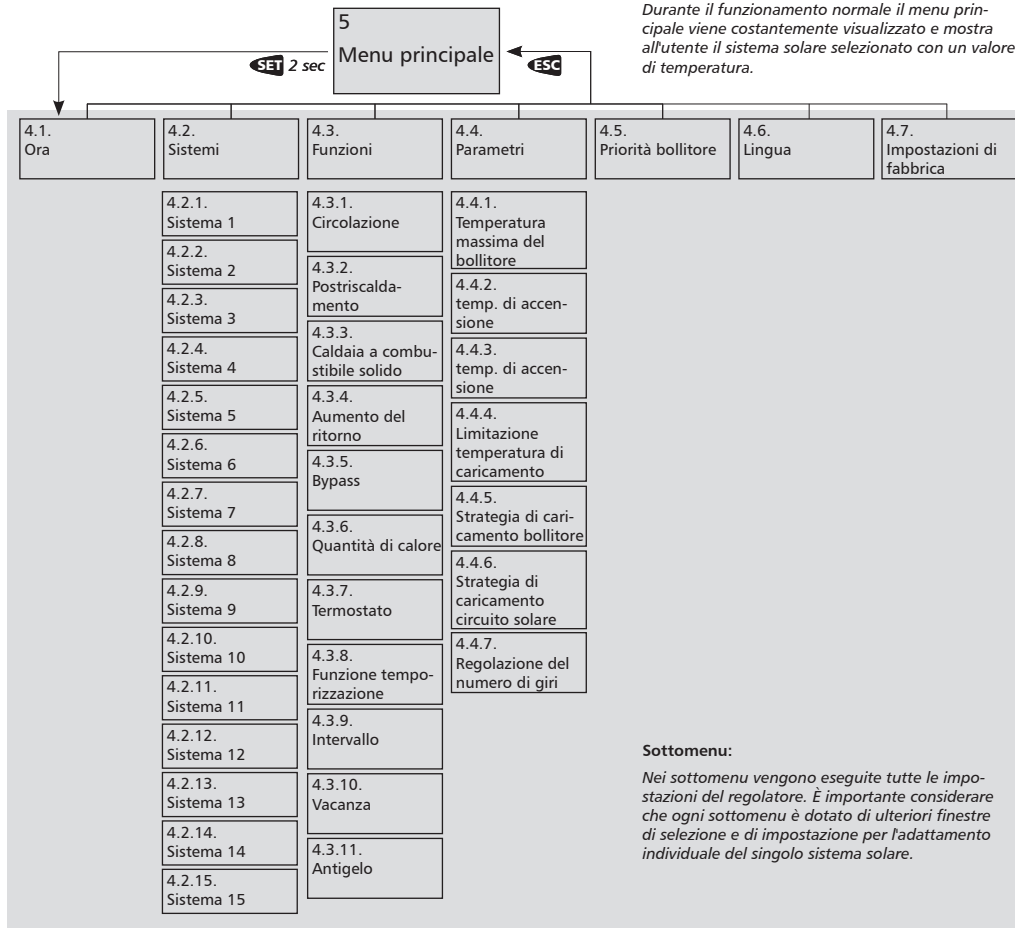 5
Menu principale
SET 2 sec
ESC
Durante il funzionamento normale il menu prin-
cipale viene costantemente visualizzato e mostra
all'utente il sistema solare selezionato con un valore
di temperatura.
4.1.
Ora
4.2.
Sistemi
4.3.
Funzioni
4.4.
Parametri
4.5.
Priorità bollitore
4.6.
Lingua
4.7.
Impostazioni di
fabbrica
4.2.1.
Sistema 1
4.2.2.
Sistema 2
4.2.3.
Sistema 3
4.2.4.
Sistema 4
4.2.5.
Sistema 5
4.2.6.
Sistema 6
4.2.7.
Sistema 7
4.2.8.
Sistema 8
4.2.9.
Sistema 9
4.2.10.
Sistema 10
4.2.11.
Sistema 11
4.2.12.
Sistema 12
4.2.13.
Sistema 13
4.2.14.
Sistema 14
4.2.15.
Sistema 15
4.3.1.
Circolazione
4.3.2.
Postriscalda-
mento
4.3.3.
Caldaia a combu-
stibile solido
4.3.4.
Aumento del
ritorno
4.3.5.
Bypass
4.3.6.
Quantità di calore
4.3.7.
Termostato
4.3.8.
Funzione tempo-
rizzazione
4.3.9.
Intervallo
4.3.10.
Vacanza
4.3.11.
Antigelo
4.4.1.
Temperatura
massima del
bollitore
4.4.2.
temp. di accen-
sione
4.4.3.
temp. di accen-
sione
4.4.4.
Limitazione
temperatura di
caricamento
4.4.5.
Strategia di cari-
camento bollitore
4.4.6.
Strategia di
caricamento
circuito solare
4.4.7.
Regolazione del
numero di giri
Sottomenu:
Nei sottomenu vengono eseguite tutte le impo-
stazioni del regolatore. È importante considerare
che ogni sottomenu è dotato di ulteriori finestre
di selezione e di impostazione per l'adattamento
individuale del singolo sistema solare.